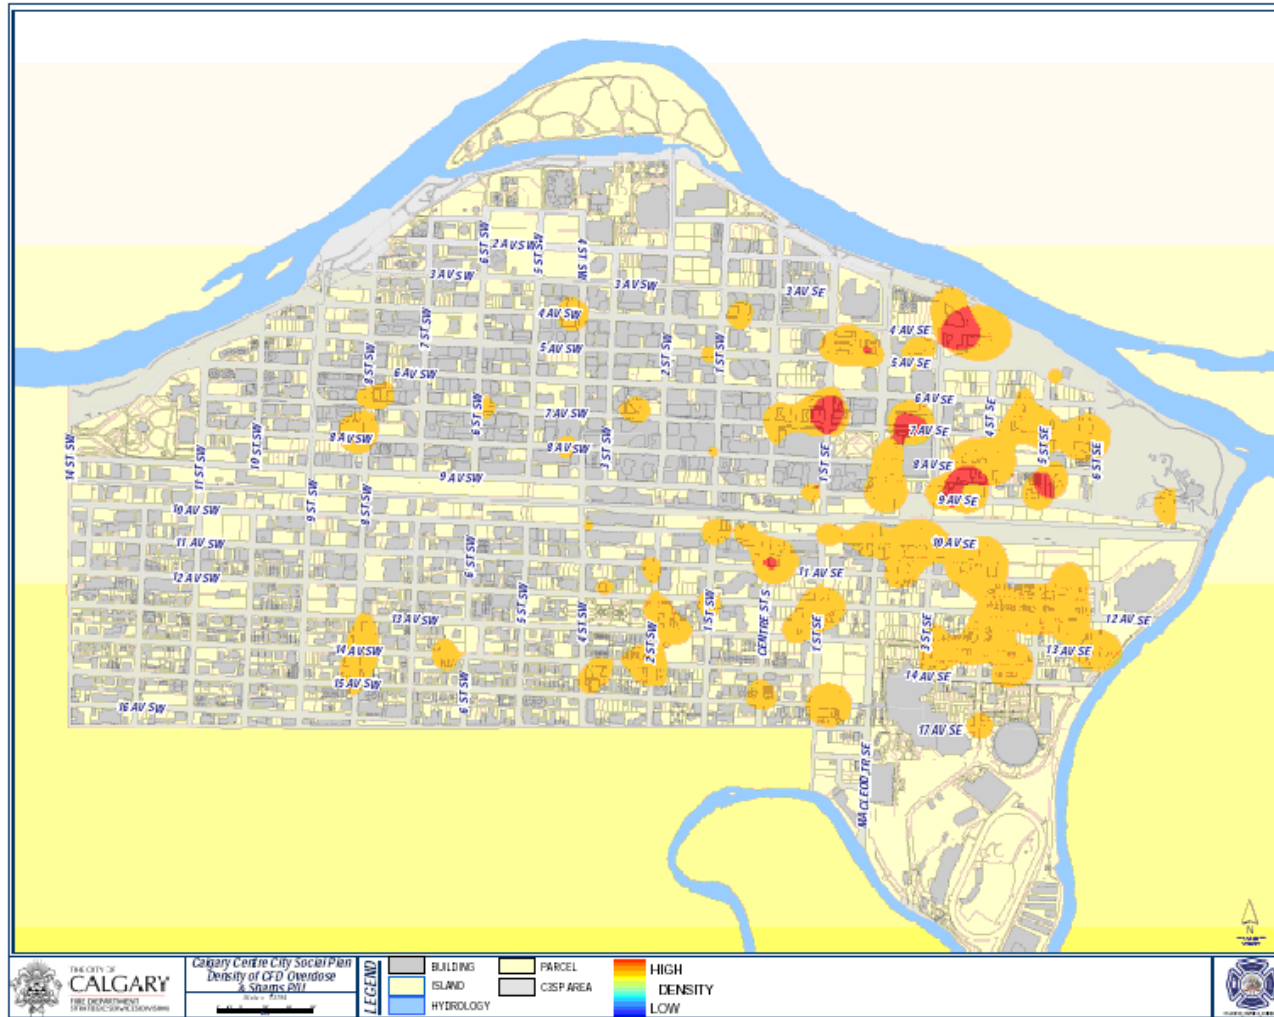 2 AV SW
6 ST SW
5 ST SW
4 ST SW
3 AV SW
3 AV SW
3 AV SE
4 AV SW
4 AV SE
7 ST SW
5 AV SW
5 AV SE
8 ST SW
2 ST SW
1 ST SW
6 AV SW
6 AV SE
6 ST SW
7 AV SW
7 AV SE
4 ST SE
8 AV SW
8 AV SW
8 AV SE
5 ST SE
6 ST SE
14 ST SW
11 ST SW
10 ST SW
3 ST SW
1 ST SE
9 AV SW
9 AV SE
9 ST SW
8 ST SW
10 AV SW
10 AV SE
11 AV SW
11 AV SE
6 ST SW
12 AV SW
12 AV SE
5 ST SW
4 ST SW
1 ST SW
CENTRE ST S
13 AV SW
13 AV SE
2 ST SW
1 ST SE
3 ST SE
14 AV SW
14 AV SE
15 AV SW
6 ST SW
16 AV SW
17 AV SE
MACLEOD TR SE
N
THE CITY OF
CALGARY
FIRE DEPARTMENT
STRATEGIC SERVICES DIVISION
Calgary Centre City Social Plan
Density of CFD Overdose
LEGEND
BUILDING
ISLAND
HYDROLOGY
PARCEL
C3SP AREA
HIGH
DENSITY
LOW